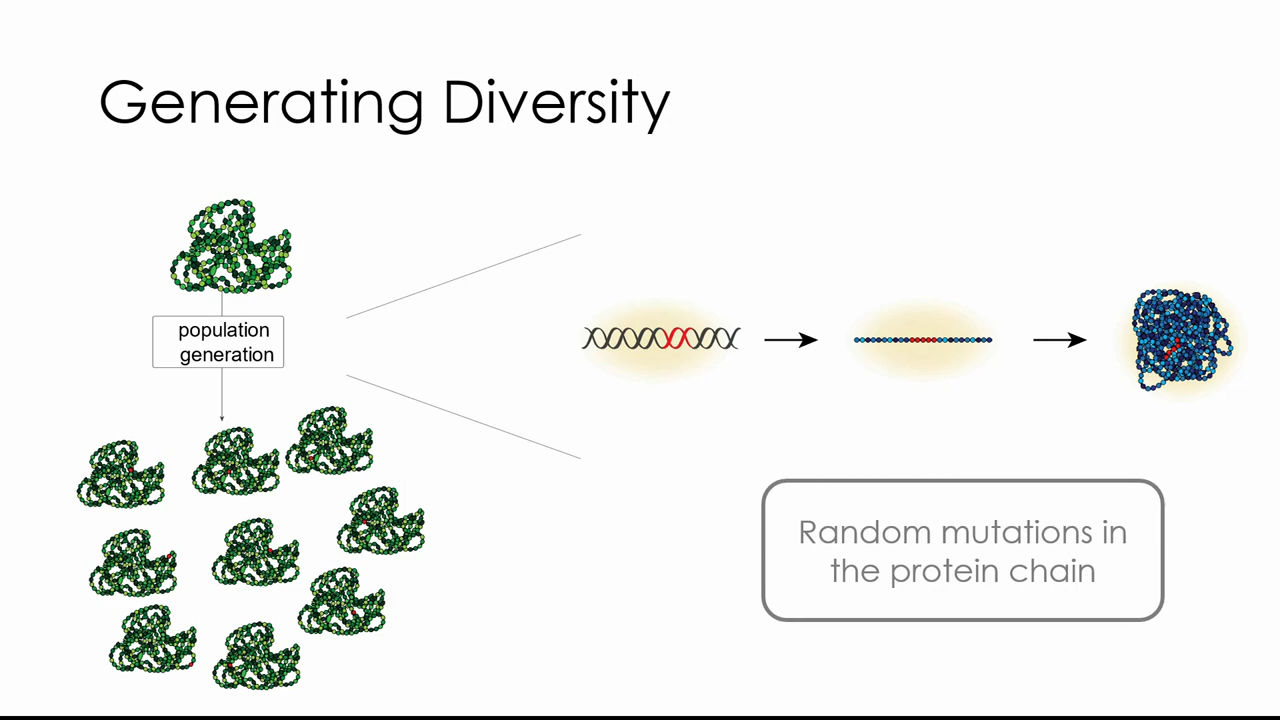 Generating Diversity
population
generation
Random mutations in
the protein chain